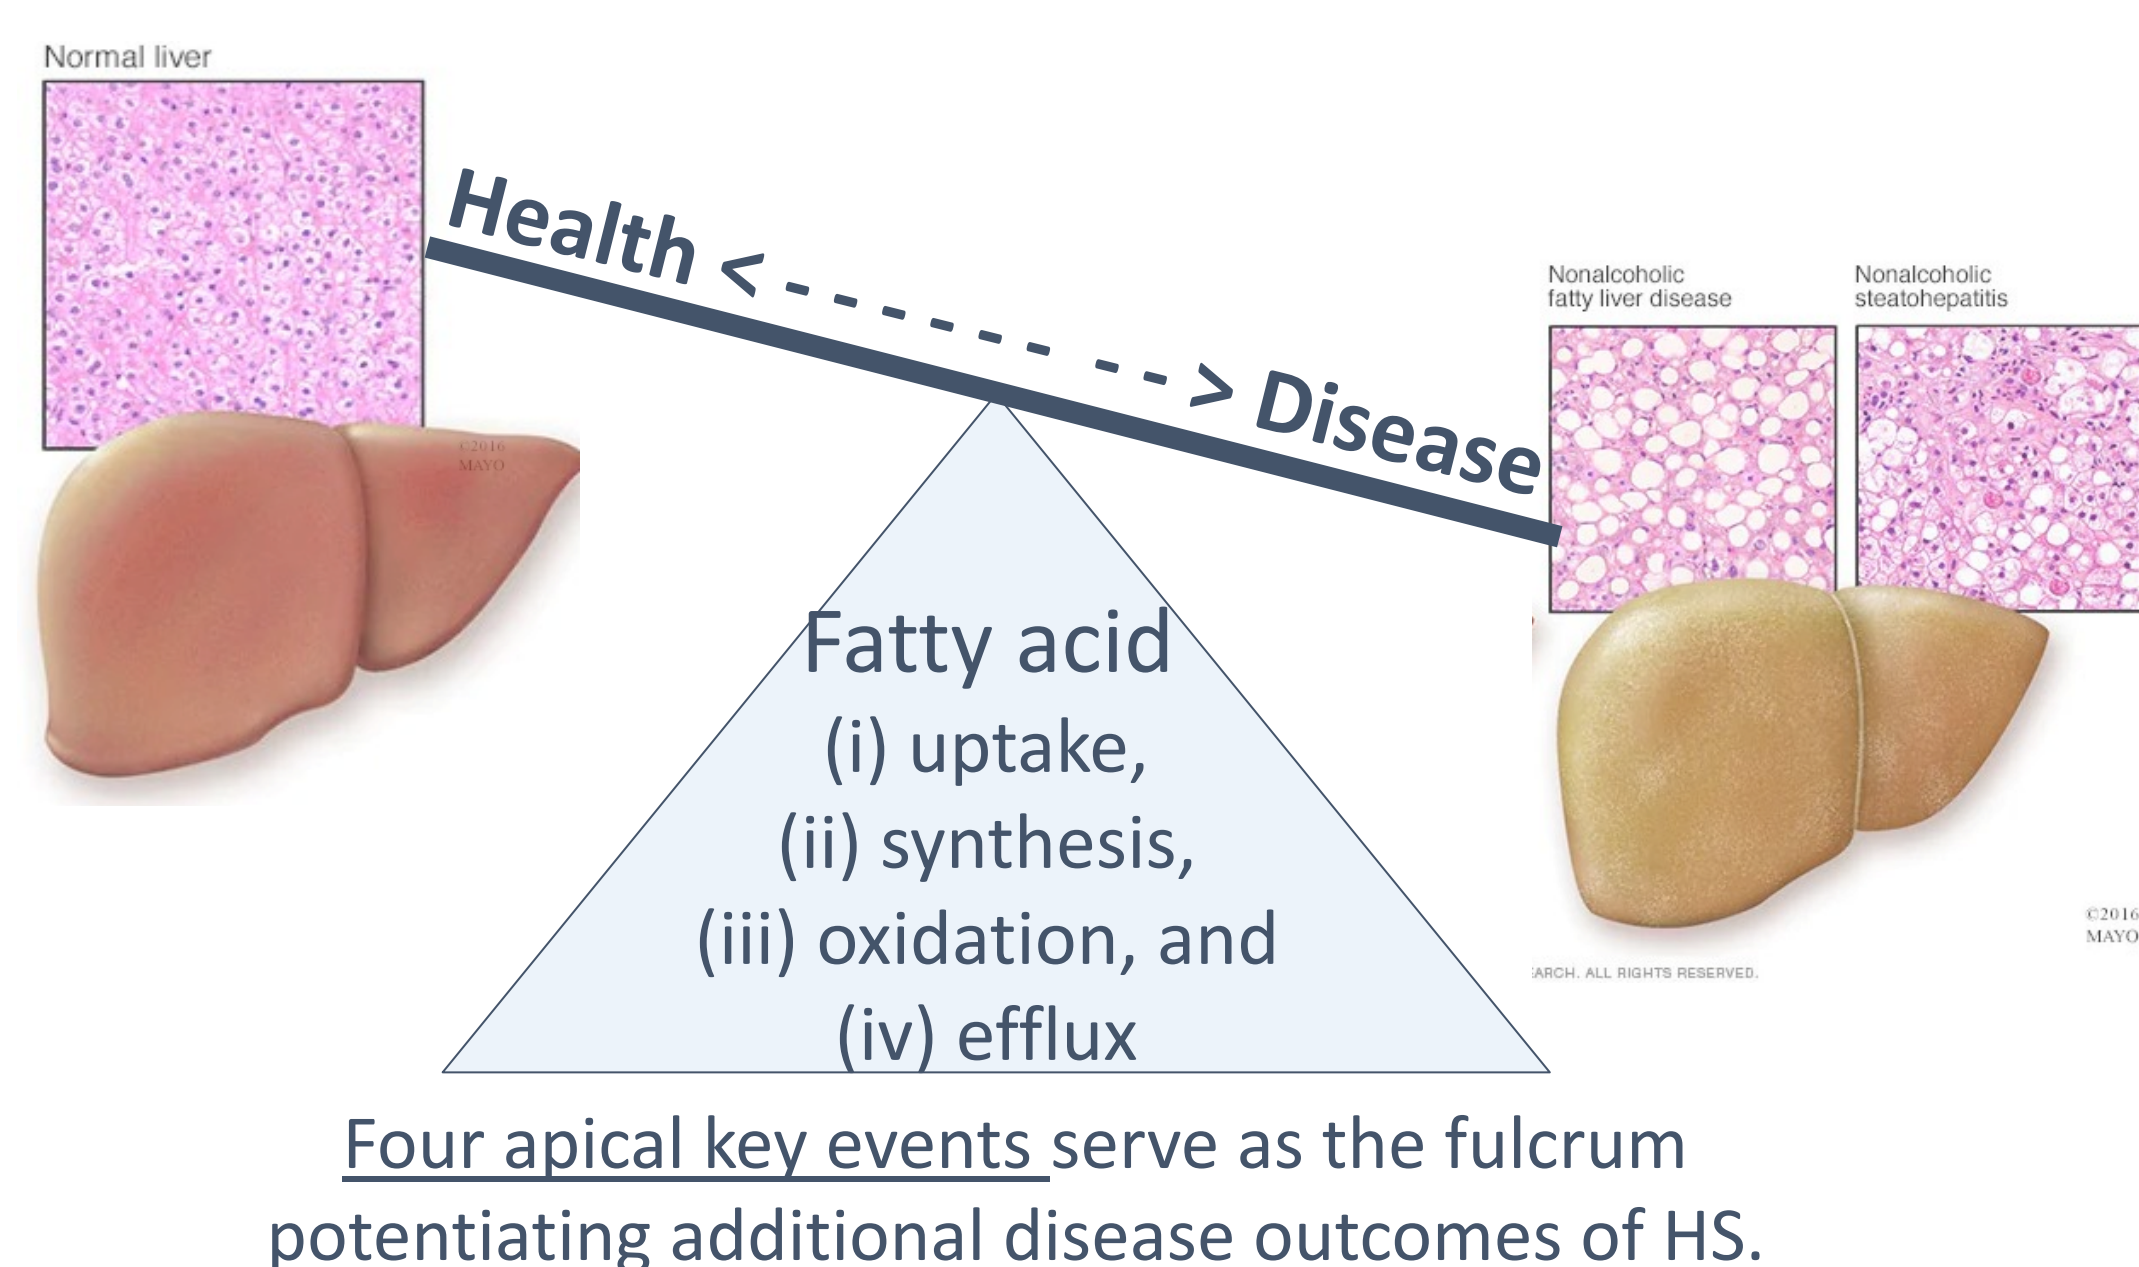 Normal liver
©2016
MAYO
Health < - - - - - - - - > Disease
Nonalcoholic
fatty liver disease
Nonalcoholic
steatohepatitis
Fatty acid
(i) uptake,
(ii) synthesis,
(iii) oxidation, and
(iv) efflux
©2016
MAYO
ARCH. ALL RIGHTS RESERVED.
Four apical key events serve as the fulcrum
potentiating additional disease outcomes of HS.